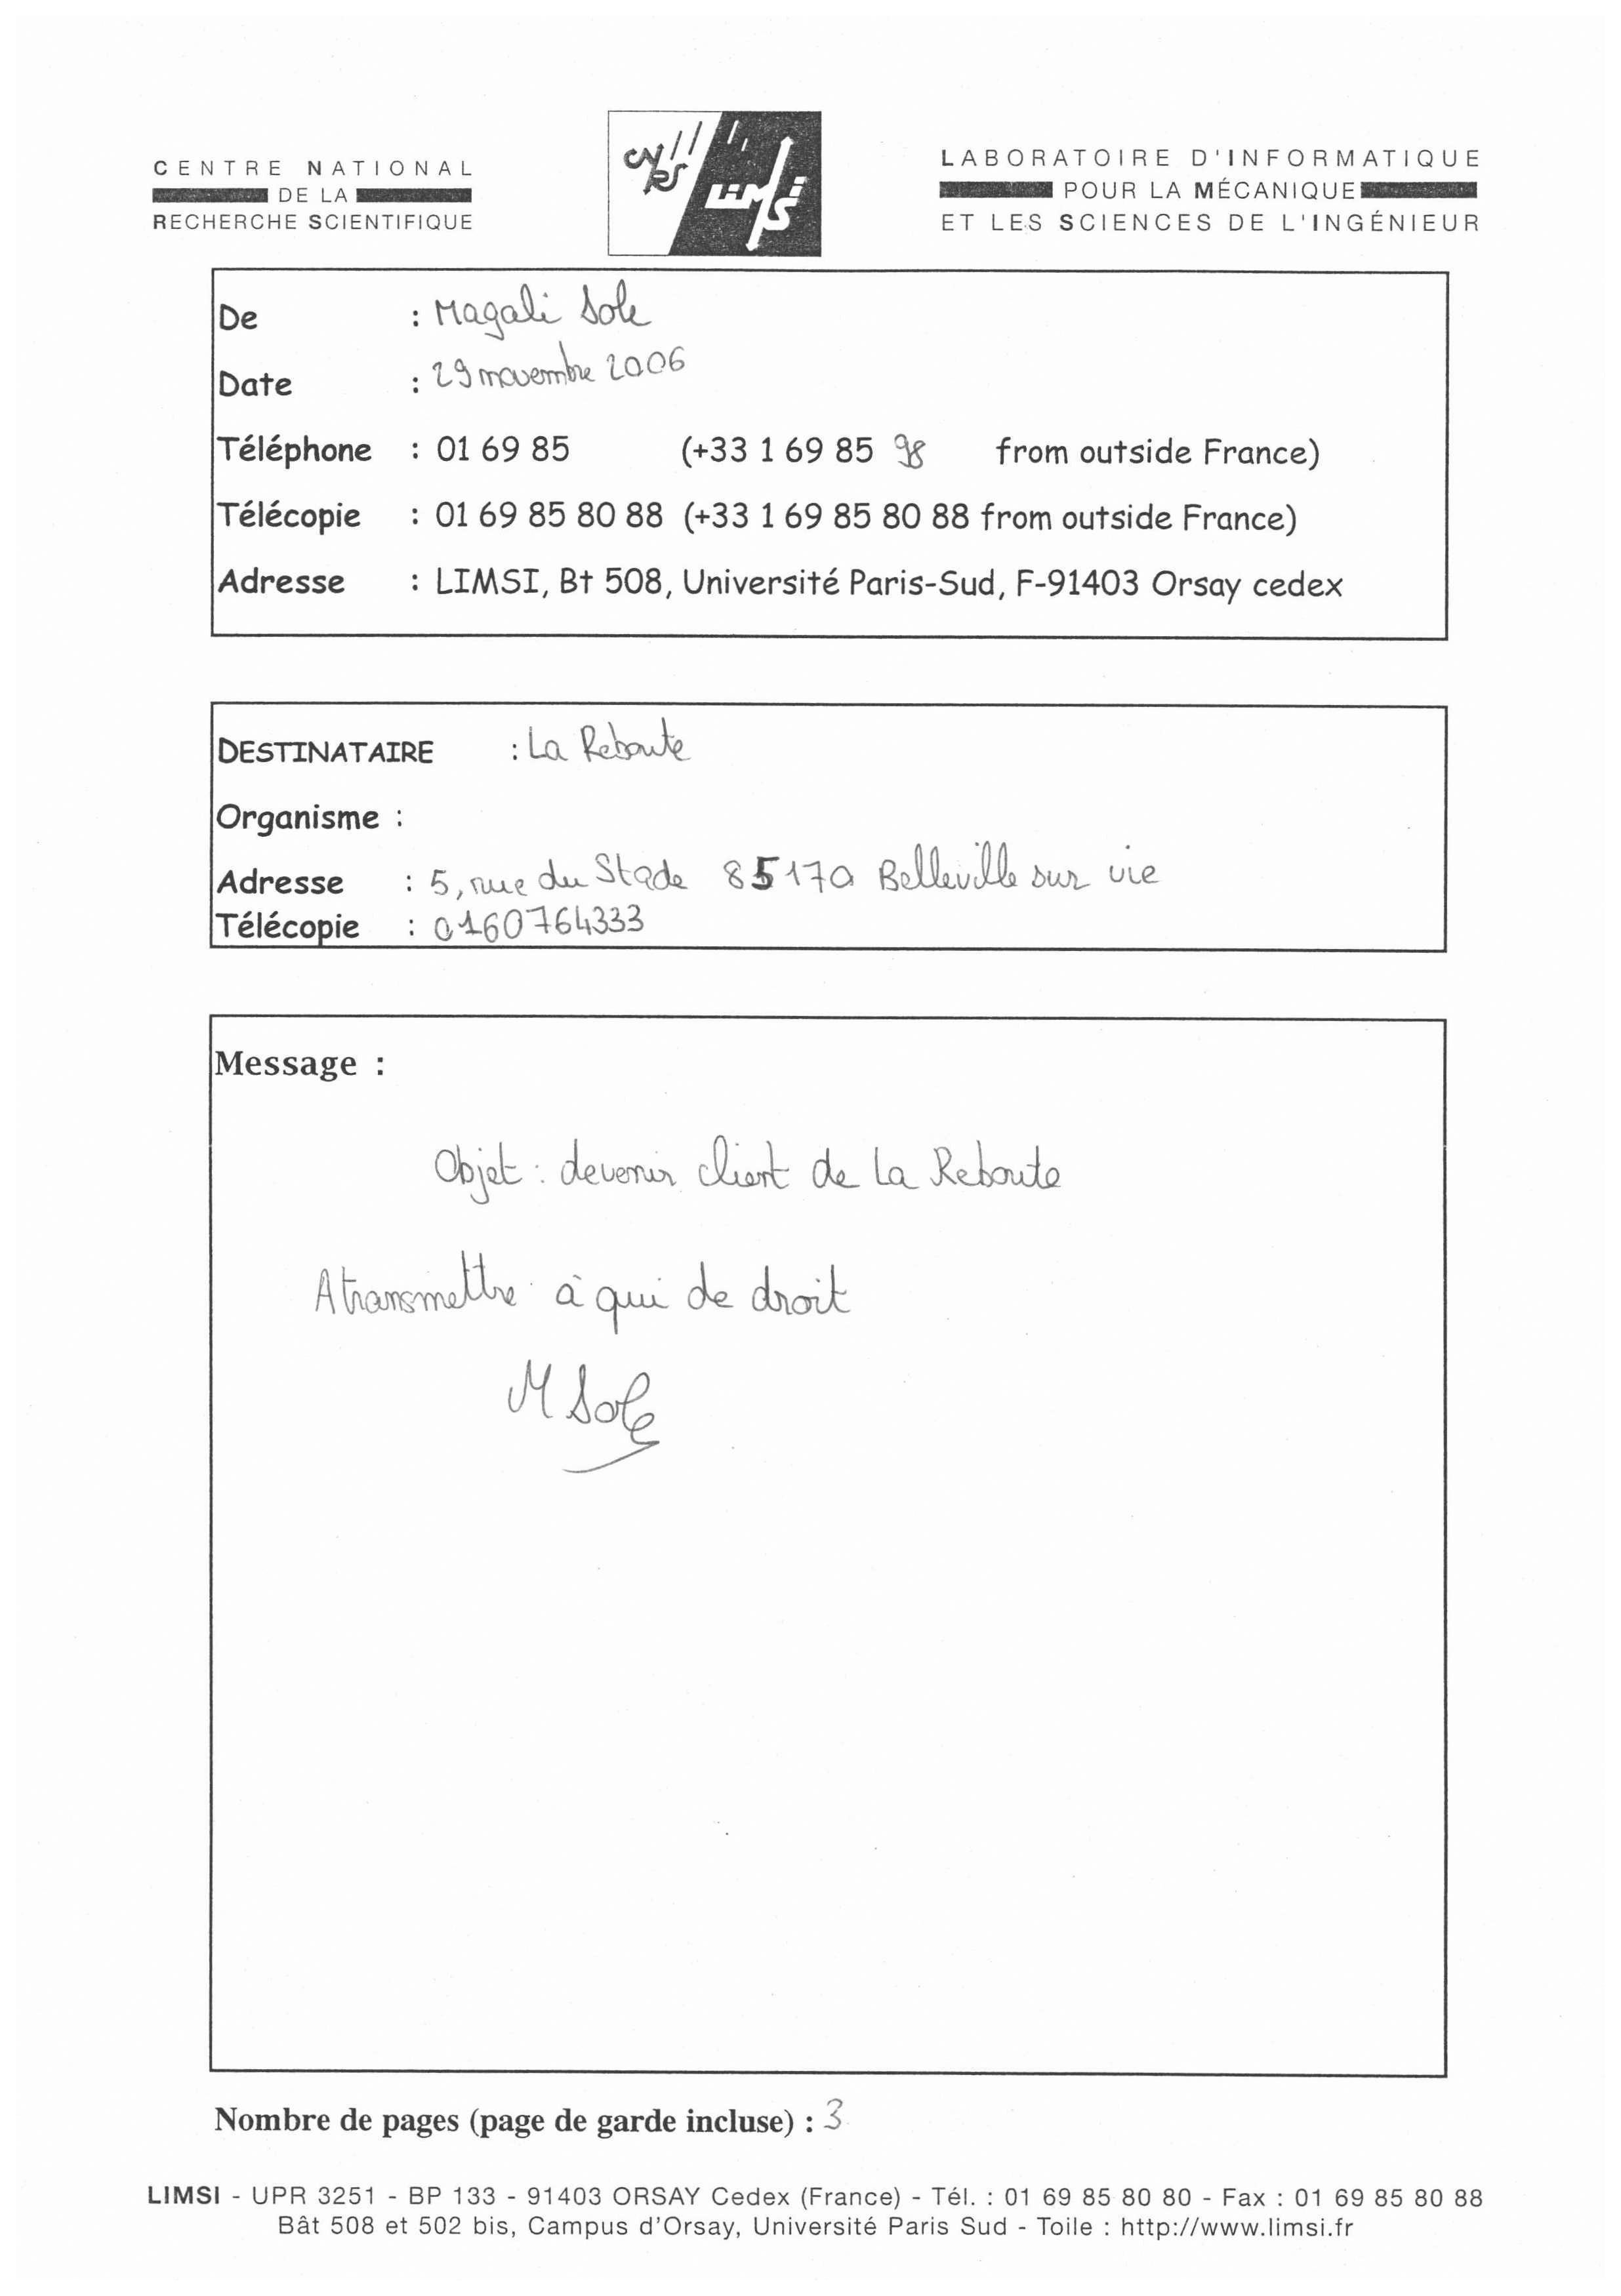 CENTRE NATIONAL
DE LA
RECHERCHE SCIENTIFIQUE
CNRS
LIMSI
LABORATOIRE D'INFORMATIQUE
POUR LA MÉCANIQUE
ET LES SCIENCES DE L'INGÉNIEUR
De : Magali Sole
Date : 29 novembre 2006
Téléphone : 01 69 85 (+33 1 69 85 98 from outside France)
Télécopie : 01 69 85 80 88 (+33 1 69 85 80 88 from outside France)
Adresse : LIMSI, Bt 508, Université Paris-Sud, F-91403 Orsay cedex
DESTINATAIRE : La Reboute
Organisme :
Adresse : 5, rue du Stade 85170 Belleville sur vie
Télécopie : 0160764333
Message :
Objet : devenir client de La Reboute
A transmettre à qui de droit
M Sole
Nombre de pages (page de garde incluse) : 3
LIMSI - UPR 3251 - BP 133 - 91403 ORSAY Cedex (France) - Tél. : 01 69 85 80 80 - Fax : 01 69 85 80 88
Bât 508 et 502 bis, Campus d'Orsay, Université Paris Sud - Toile : http://www.limsi.fr